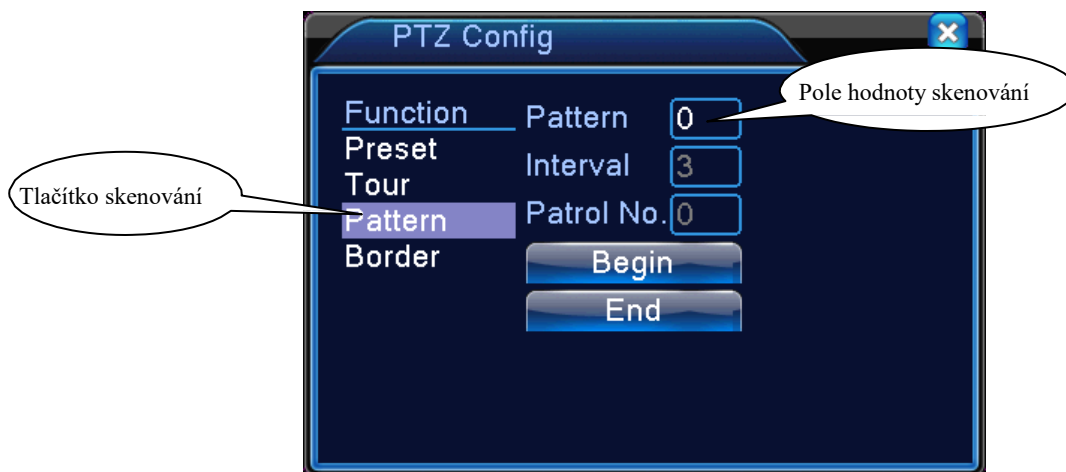 PTZ Config
Pole hodnoty skenování
Function
Pattern 0
Preset
Interval 3
Tour
Tlačítko skenování
Pattern
Patrol No. 0
Border
Begin
End